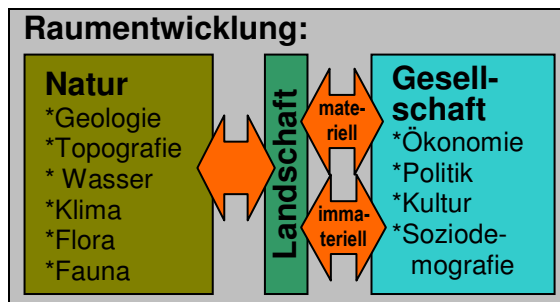 Raumentwicklung:
Natur
*Geologie
*Topografie
* Wasser
*Klima
*Flora
*Fauna
Landschaft
mate-
riell
immate-
teriell
Gesell-
schaft
*Ökonomie
*Politik
*Kultur
*Soziode-
mografie